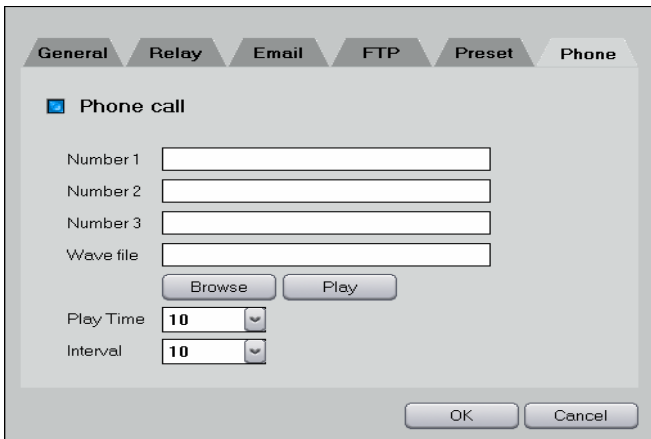 General Relay Email FTP Preset Phone
Phone call
Number 1
Number 2
Number 3
Wave file
Browse Play
Play Time 10
Interval 10
OK Cancel